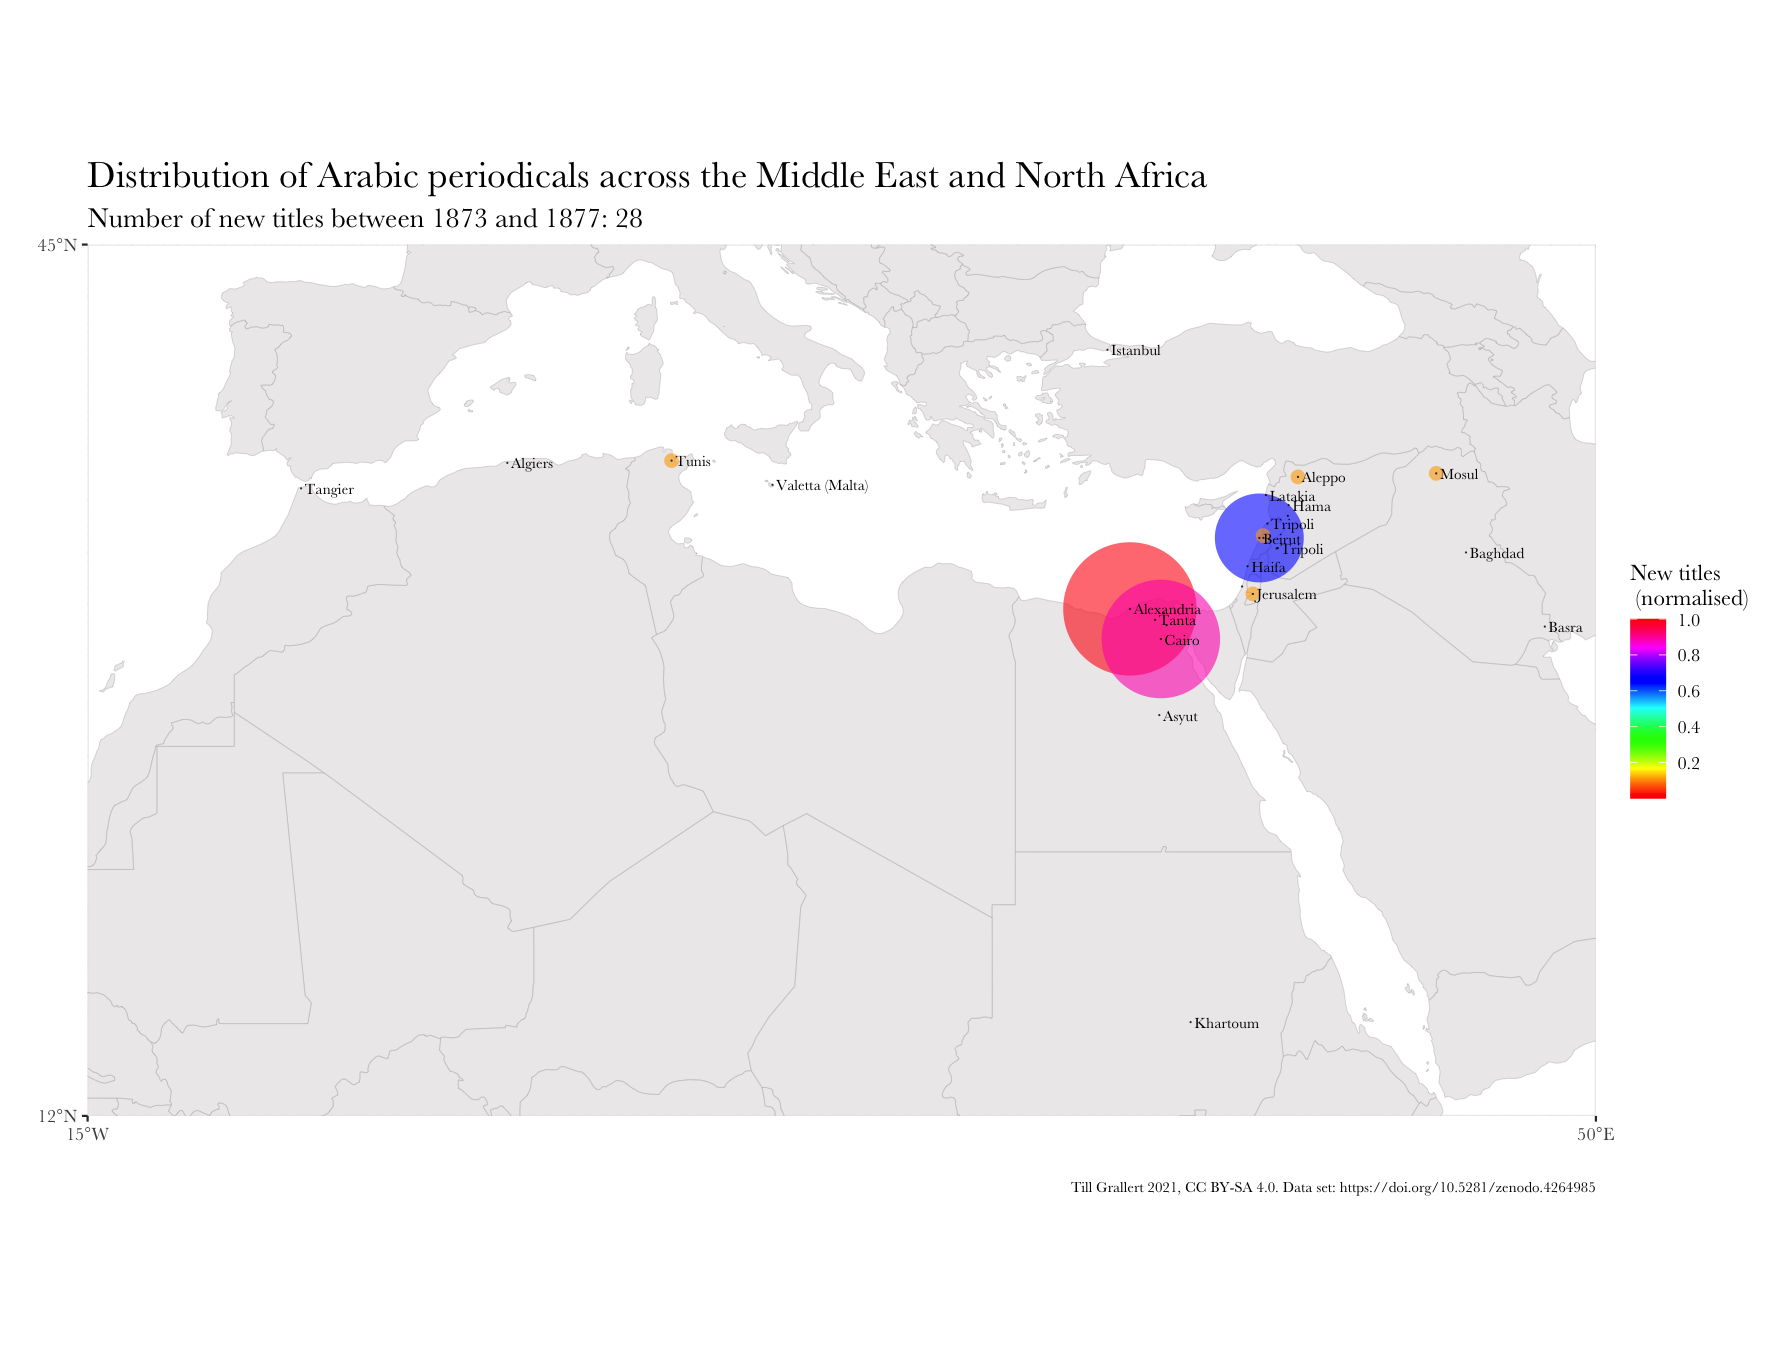 Distribution of Arabic periodicals across the Middle East and North Africa
Number of new titles between 1873 and 1877: 28
45°N
Istanbul
Algiers
Tunis
Tangier
Valetta (Malta)
Aleppo
Mosul
Latakia
Hama
Tripoli
Beirut
Tripoli
Baghdad
Haifa
Jerusalem
Alexandria
Tanta
Cairo
Basra
Asyut
Khartoum
New titles
(normalised)
1.0
0.8
0.6
0.4
0.2
12°N
15°W
50°E
Till Grallert 2021, CC BY-SA 4.0. Data set: https://doi.org/10.5281/zenodo.4264985